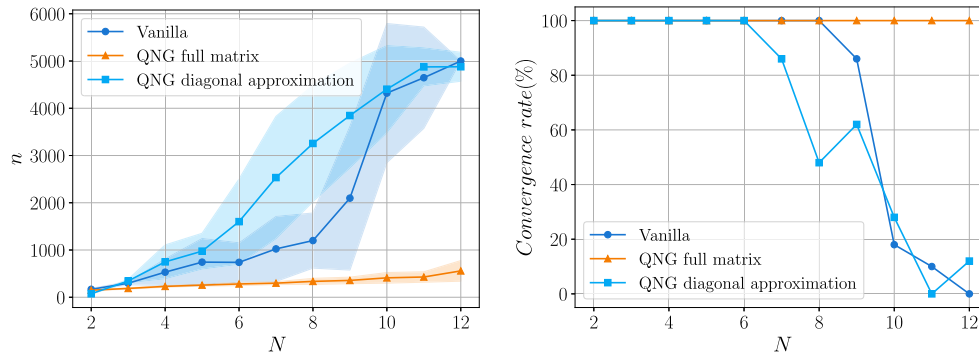 Vanilla
QNG full matrix
QNG diagonal approximation
6000
5000
4000
3000
2000
1000
0
n
2 4 6 8 10 12
N
100
80
60
40
20
0
Convergence rate(%)
Vanilla
QNG full matrix
QNG diagonal approximation
2 4 6 8 10 12
N